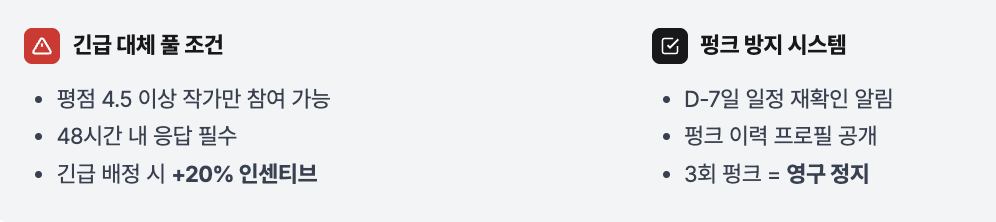 긴급 대체 풀 조건
• 평점 4.5 이상 작가만 참여 가능
• 48시간 내 응답 필수
• 긴급 배정 시 +20% 인센티브
펑크 방지 시스템
• D-7일 일정 재확인 알림
• 펑크 이력 프로필 공개
• 3회 펑크 = 영구 정지